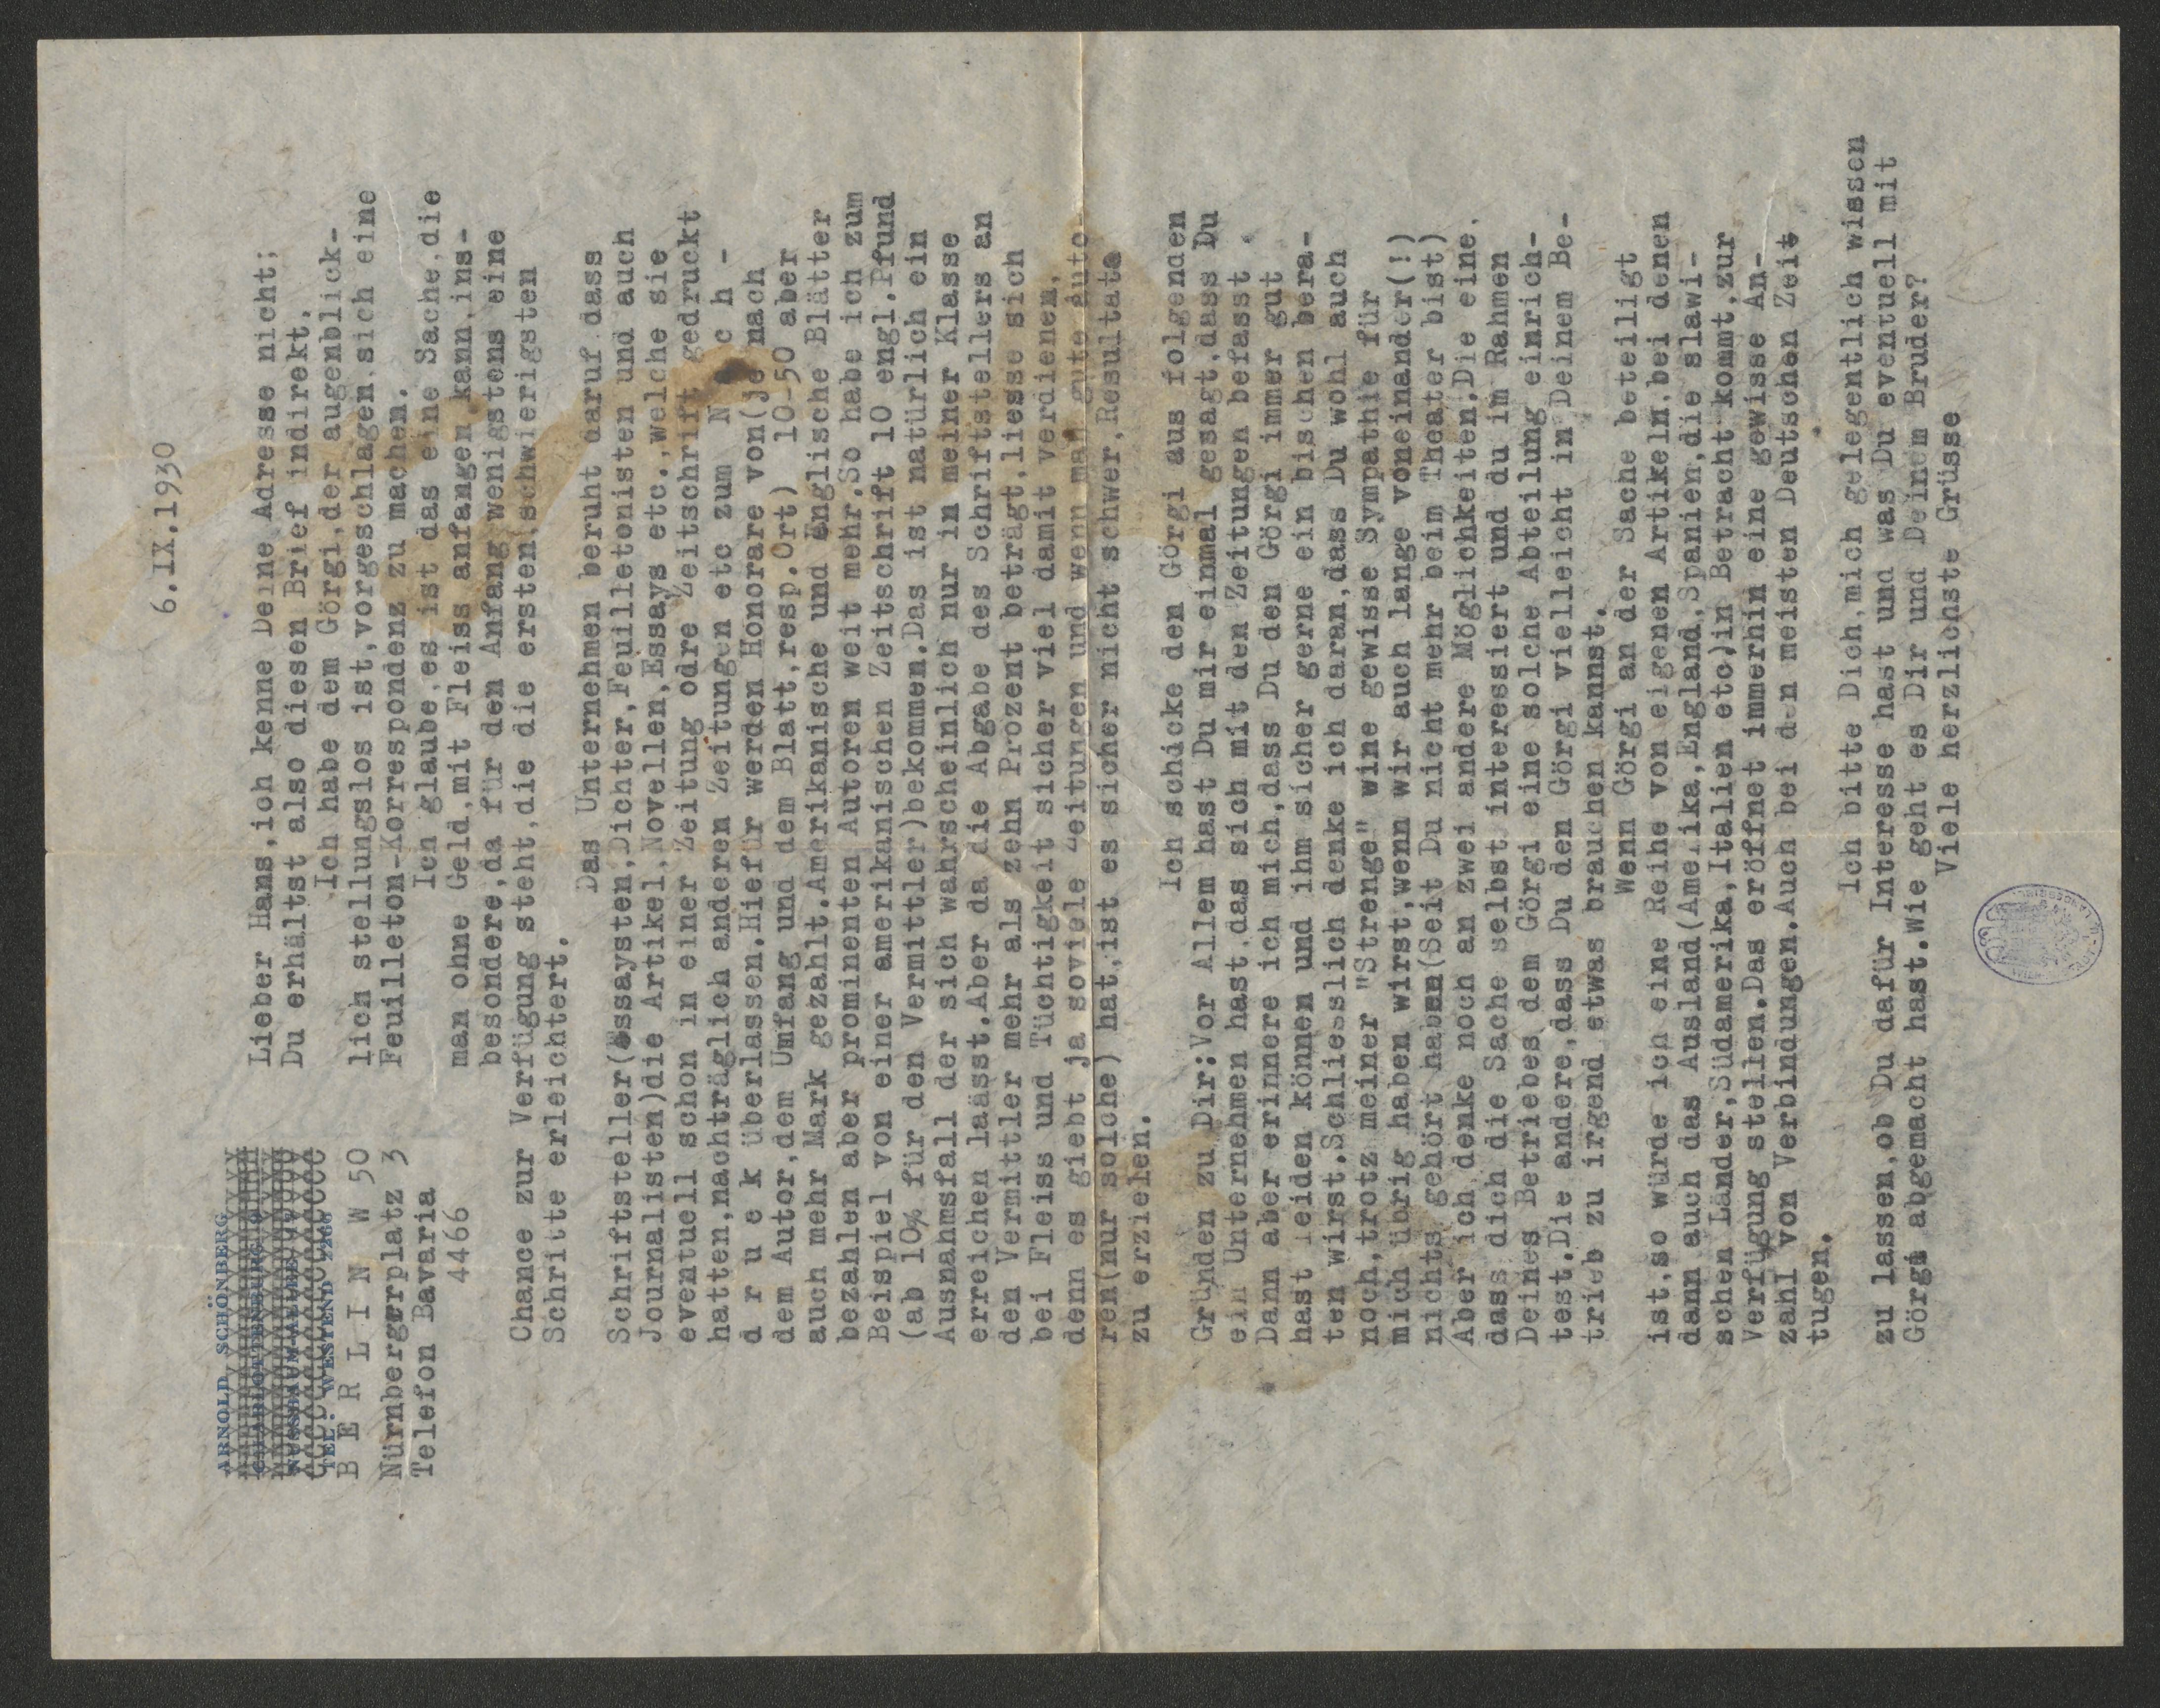 6.IX.1930
ARNOLD SCHÖNBERG
TEL. WESTEND 2266
B E R L I N  W 50
Nürnbergerplatz 3
Telefon Bavaria
4466
Lieber Hans,ich kenne Deine Adresse nicht;
Du erhältst also diesen Brief indirekt.
Ich habe dem Görgi,der augenblick-
lich stellungslos ist,vorgeschlagen,sich eine
Feuilleton-Korrespondenz zu machen.
Ich glaube,es ist das eine Sache,die
man ohne Geld,mit Fleiss anfangen kann,ins-
besondere,da für den Anfang wenigstens eine
Chance zur Verfügung steht,die die ersten,schwierigsten
Schritte erleichtert.
Das Unternehmen beruht daruf dass
Schriftsteller(Essaysten,Dichter,Feuilletonisten und auch
Journalisten)die Artikel,Novellen,Essays etc.,welche sie
eventuell schon in einer Zeitung odre Zeitschrift gedruckt
hatten,nachträglich anderen Zeitungen etc zum N a c h -
d r u c k überlassen.Hiefür werden Honorare von(je nach
dem Autor,dem Umfang und dem Blatt,resp.Ort) 10-50 aber
auch mehr Mark gezahlt.Amerikanische und Englische Blätter
bezahlen aber prominenten Autoren weit mehr.So habe ich zum
Beispiel von einer amerikanischen Zeitschrift 10 engl.Pfund
(ab 10% für den Vermittler)bekommen.Das ist natürlich ein
Ausnahmsfall der sich wahrscheinlich nur in meiner Klasse
erreichen laässt.Aber da die Abgabe des Schriftstellers an
den Vermittler mehr als zehn Prozent beträgt,liesse sich
bei Fleiss und Tüchtigkeit sicher viel damit verdienen,
denn es giebt ja soviele Zeitungen und wenn man gute Auto-
ren(nur solche) hat,ist es sicher nicht schwer,Resultate
zu erzielen.
Ich schicke den Görgi aus folgenden
Gründen zu Dir:Vor Allem hast Du mir einmal gesagt,dass Du
ein Unternehmen hast,das sich mit den Zeitungen befasst.
Dann aber erinnere ich mich,dass Du den Görgi immer gut
hast leiden können und ihm sicher gerne ein bischen bera-
ten wirst.Schliesslich denke ich daran,dass Du wohl auch
noch,trotz meiner "Strenge" wine gewisse Sympathie für
mich übrig haben wirst,wenn wir auch lange voneinander(!)
nichts gehört haben(Seit Du nicht mehr beim Theater bist)
Aber ich denke noch an zwei andere Möglichkeiten.Die eine,
dass dich die Sache selbst interessiert und du im Rahmen
Deines Betriebes dem Görgi eine solche Abteilung einrich-
test.Die andere,dass Du den Görgi vielleicht in Deinem Be-
trieb zu irgend etwas brauchen kannst.
Wenn Görgi an der Sache beteiligt
ist,so würde ich eine Reihe von eigenen Artikeln,bei denen
dann auch das Ausland(Amerika,England,Spanien,die slawi-
schen Länder,Südamerika,Italien etc)in Betracht kommt,zur
Verfügung stellen.Das eröffnet immerhin eine gewisse An-
zahl von Verbindungen.Auch bei den meisten Deutschen Zeit
tugen.
Ich bitte Dich,mich gelegentlich wissen
zu lassen,ob Du dafür Interesse hast und was Du eventuell mit
Görgi abgemacht hast.Wie geht es Dir und Deinem Bruder?
Viele herzlichste Grüsse